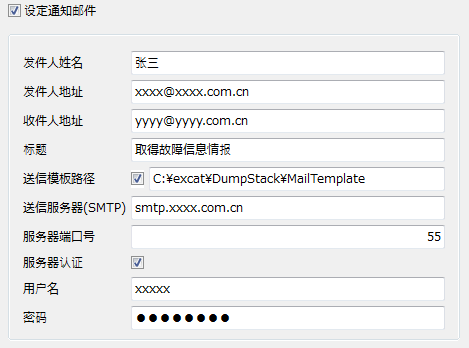 设定通知邮件
发件人姓名 张三
发件人地址 xxxx@xxxx.com.cn
收件人地址 yyyy@yyyy.com.cn
标题 取得故障信息情报
送信模板路径 C:¥excat¥DumpStack¥MailTemplate
送信服务器(SMTP) smtp.xxxx.com.cn
服务器端口号 55
服务器认证
用户名 xxxxx
密码 ●●●●●●●●